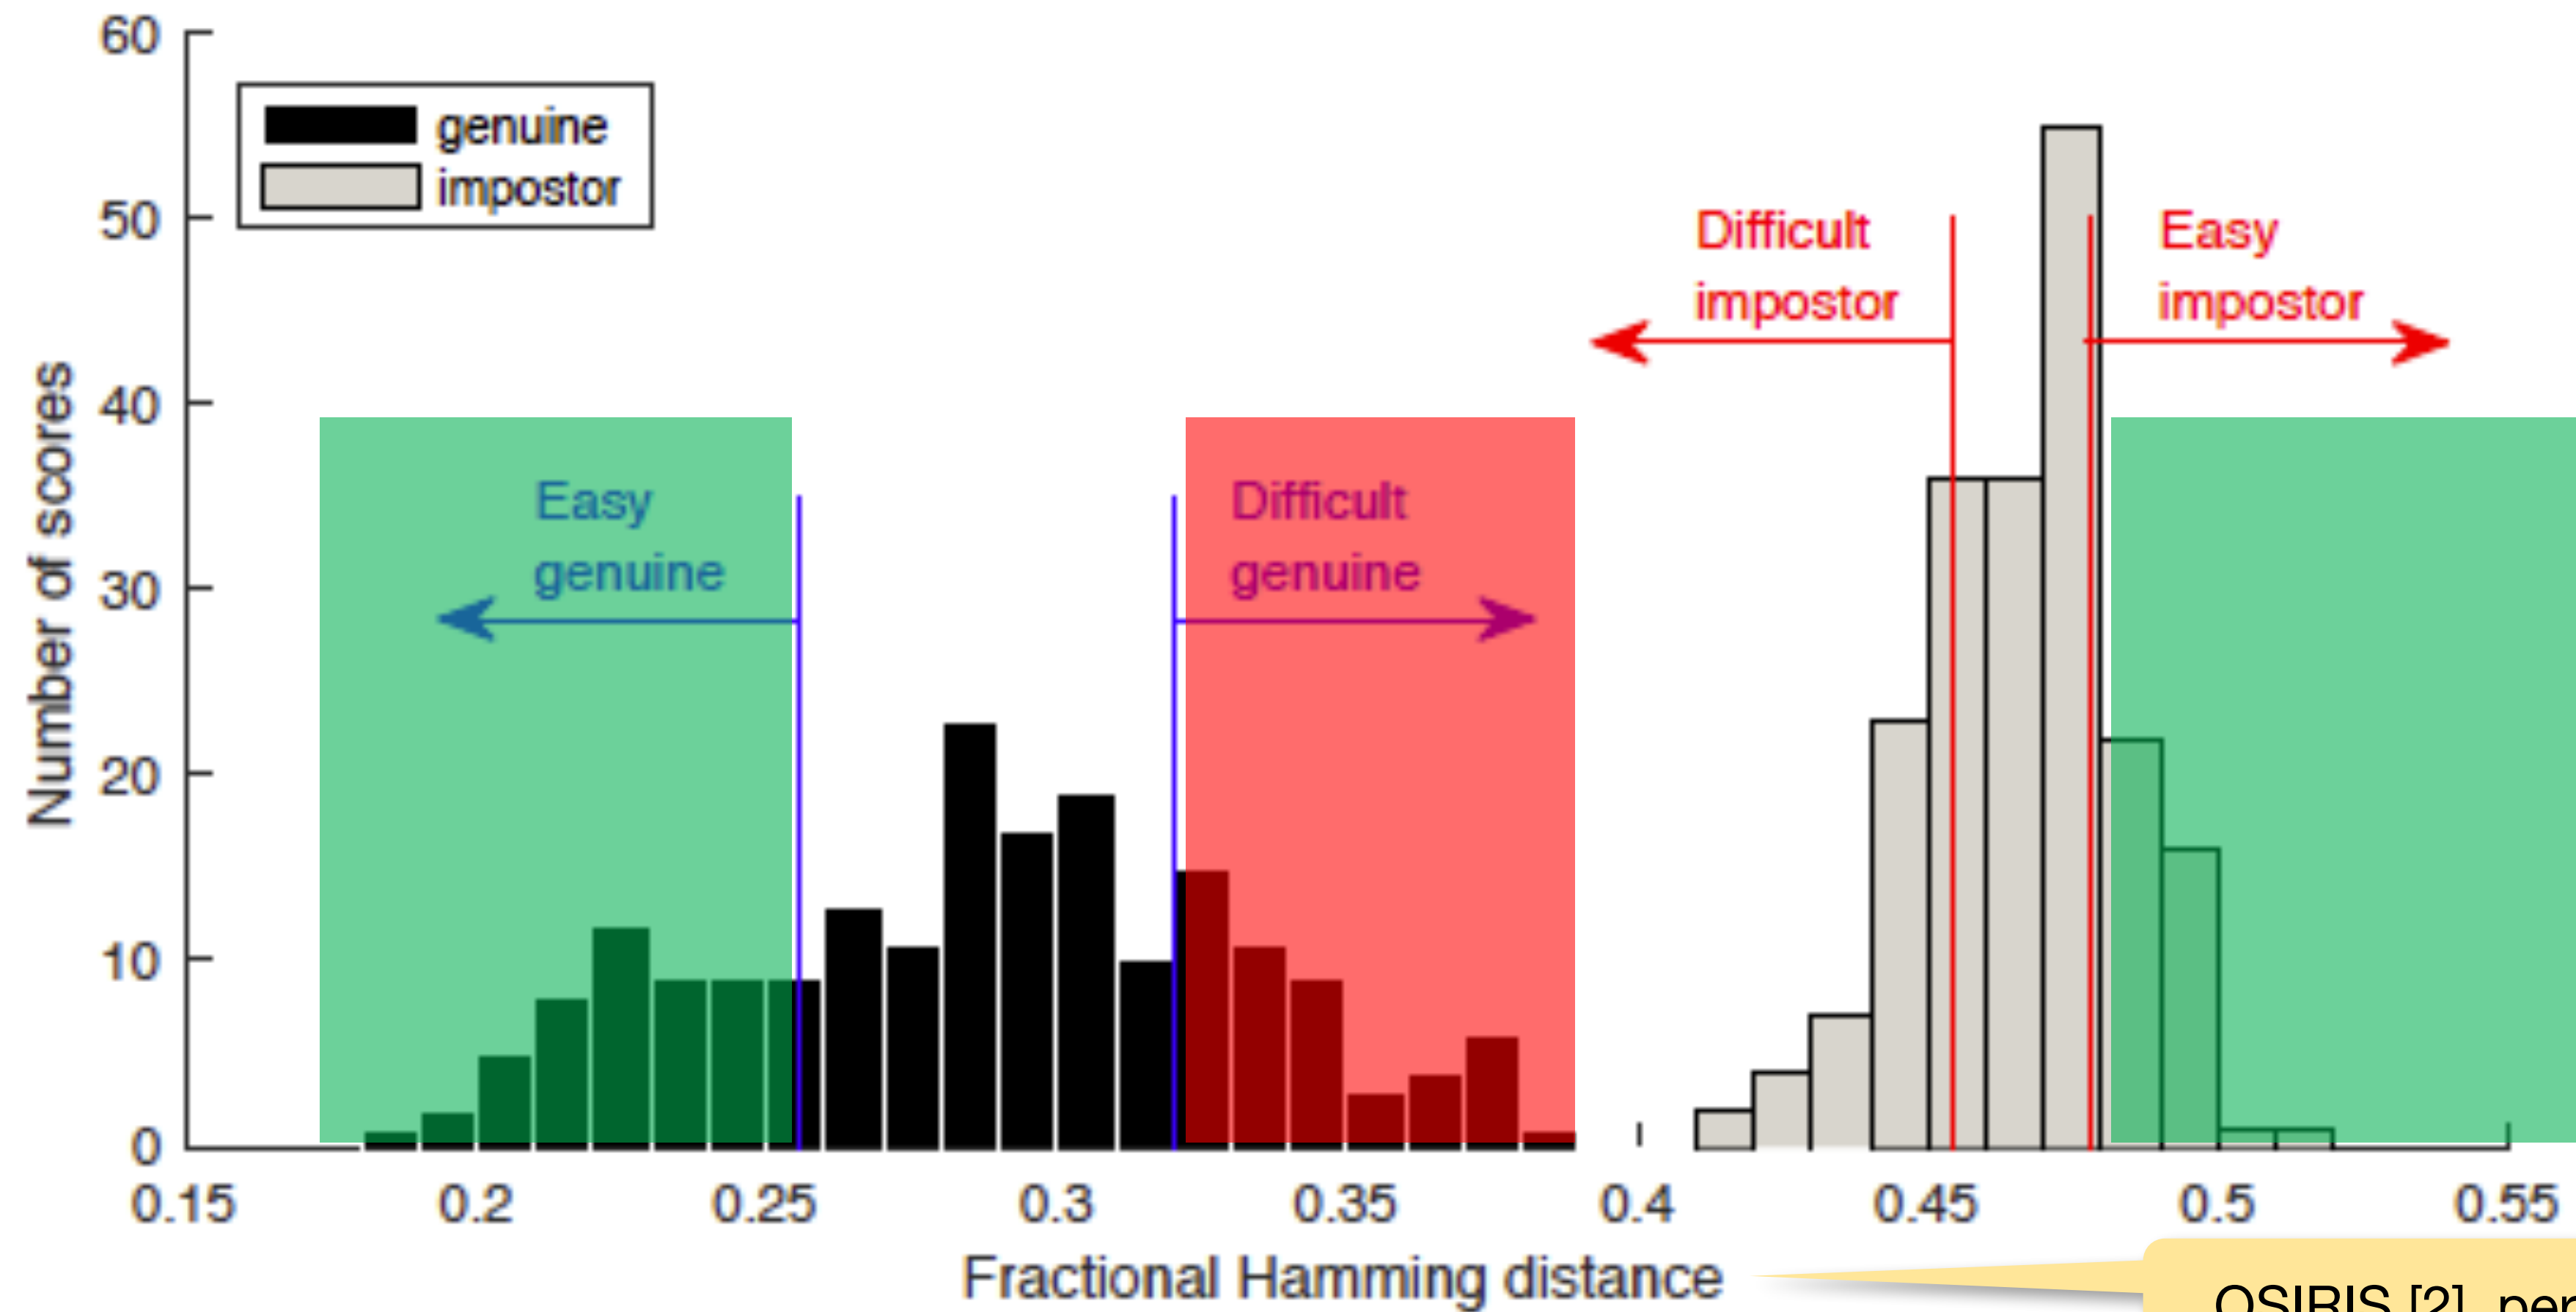 60
genuine
impostor
50
Difficult
impostor
Easy
impostor
40
Easy
genuine
Difficult
genuine
30
20
10
0
Number of scores
0.15 0.2 0.25 0.3 0.35 0.4 0.45 0.5 0.55
Fractional Hamming distance
OSIRIS [2],